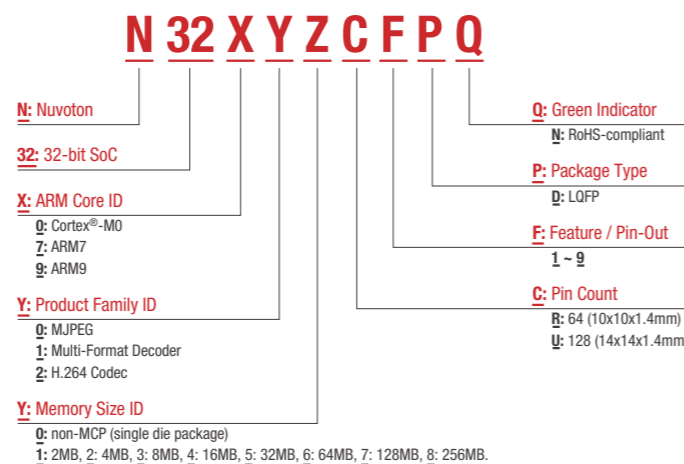 N 32 X Y Z C F P Q
N: Nuvoton
32: 32-bit SoC
X: ARM Core ID
0: Cortex®-M0
7: ARM7
9: ARM9
Y: Product Family ID
0: MJPEG
1: Multi-Format Decoder
2: H.264 Codec
Y: Memory Size ID
0: non-MCP (single die package)
1: 2MB, 2: 4MB, 3: 8MB, 4: 16MB, 5: 32MB, 6: 64MB, 7: 128MB, 8: 256MB.
Q: Green Indicator
N: RoHS-compliant
P: Package Type
D: LQFP
F: Feature / Pin-Out
1 ~ 9
C: Pin Count
R: 64 (10x10x1.4mm)
U: 128 (14x14x1.4mm